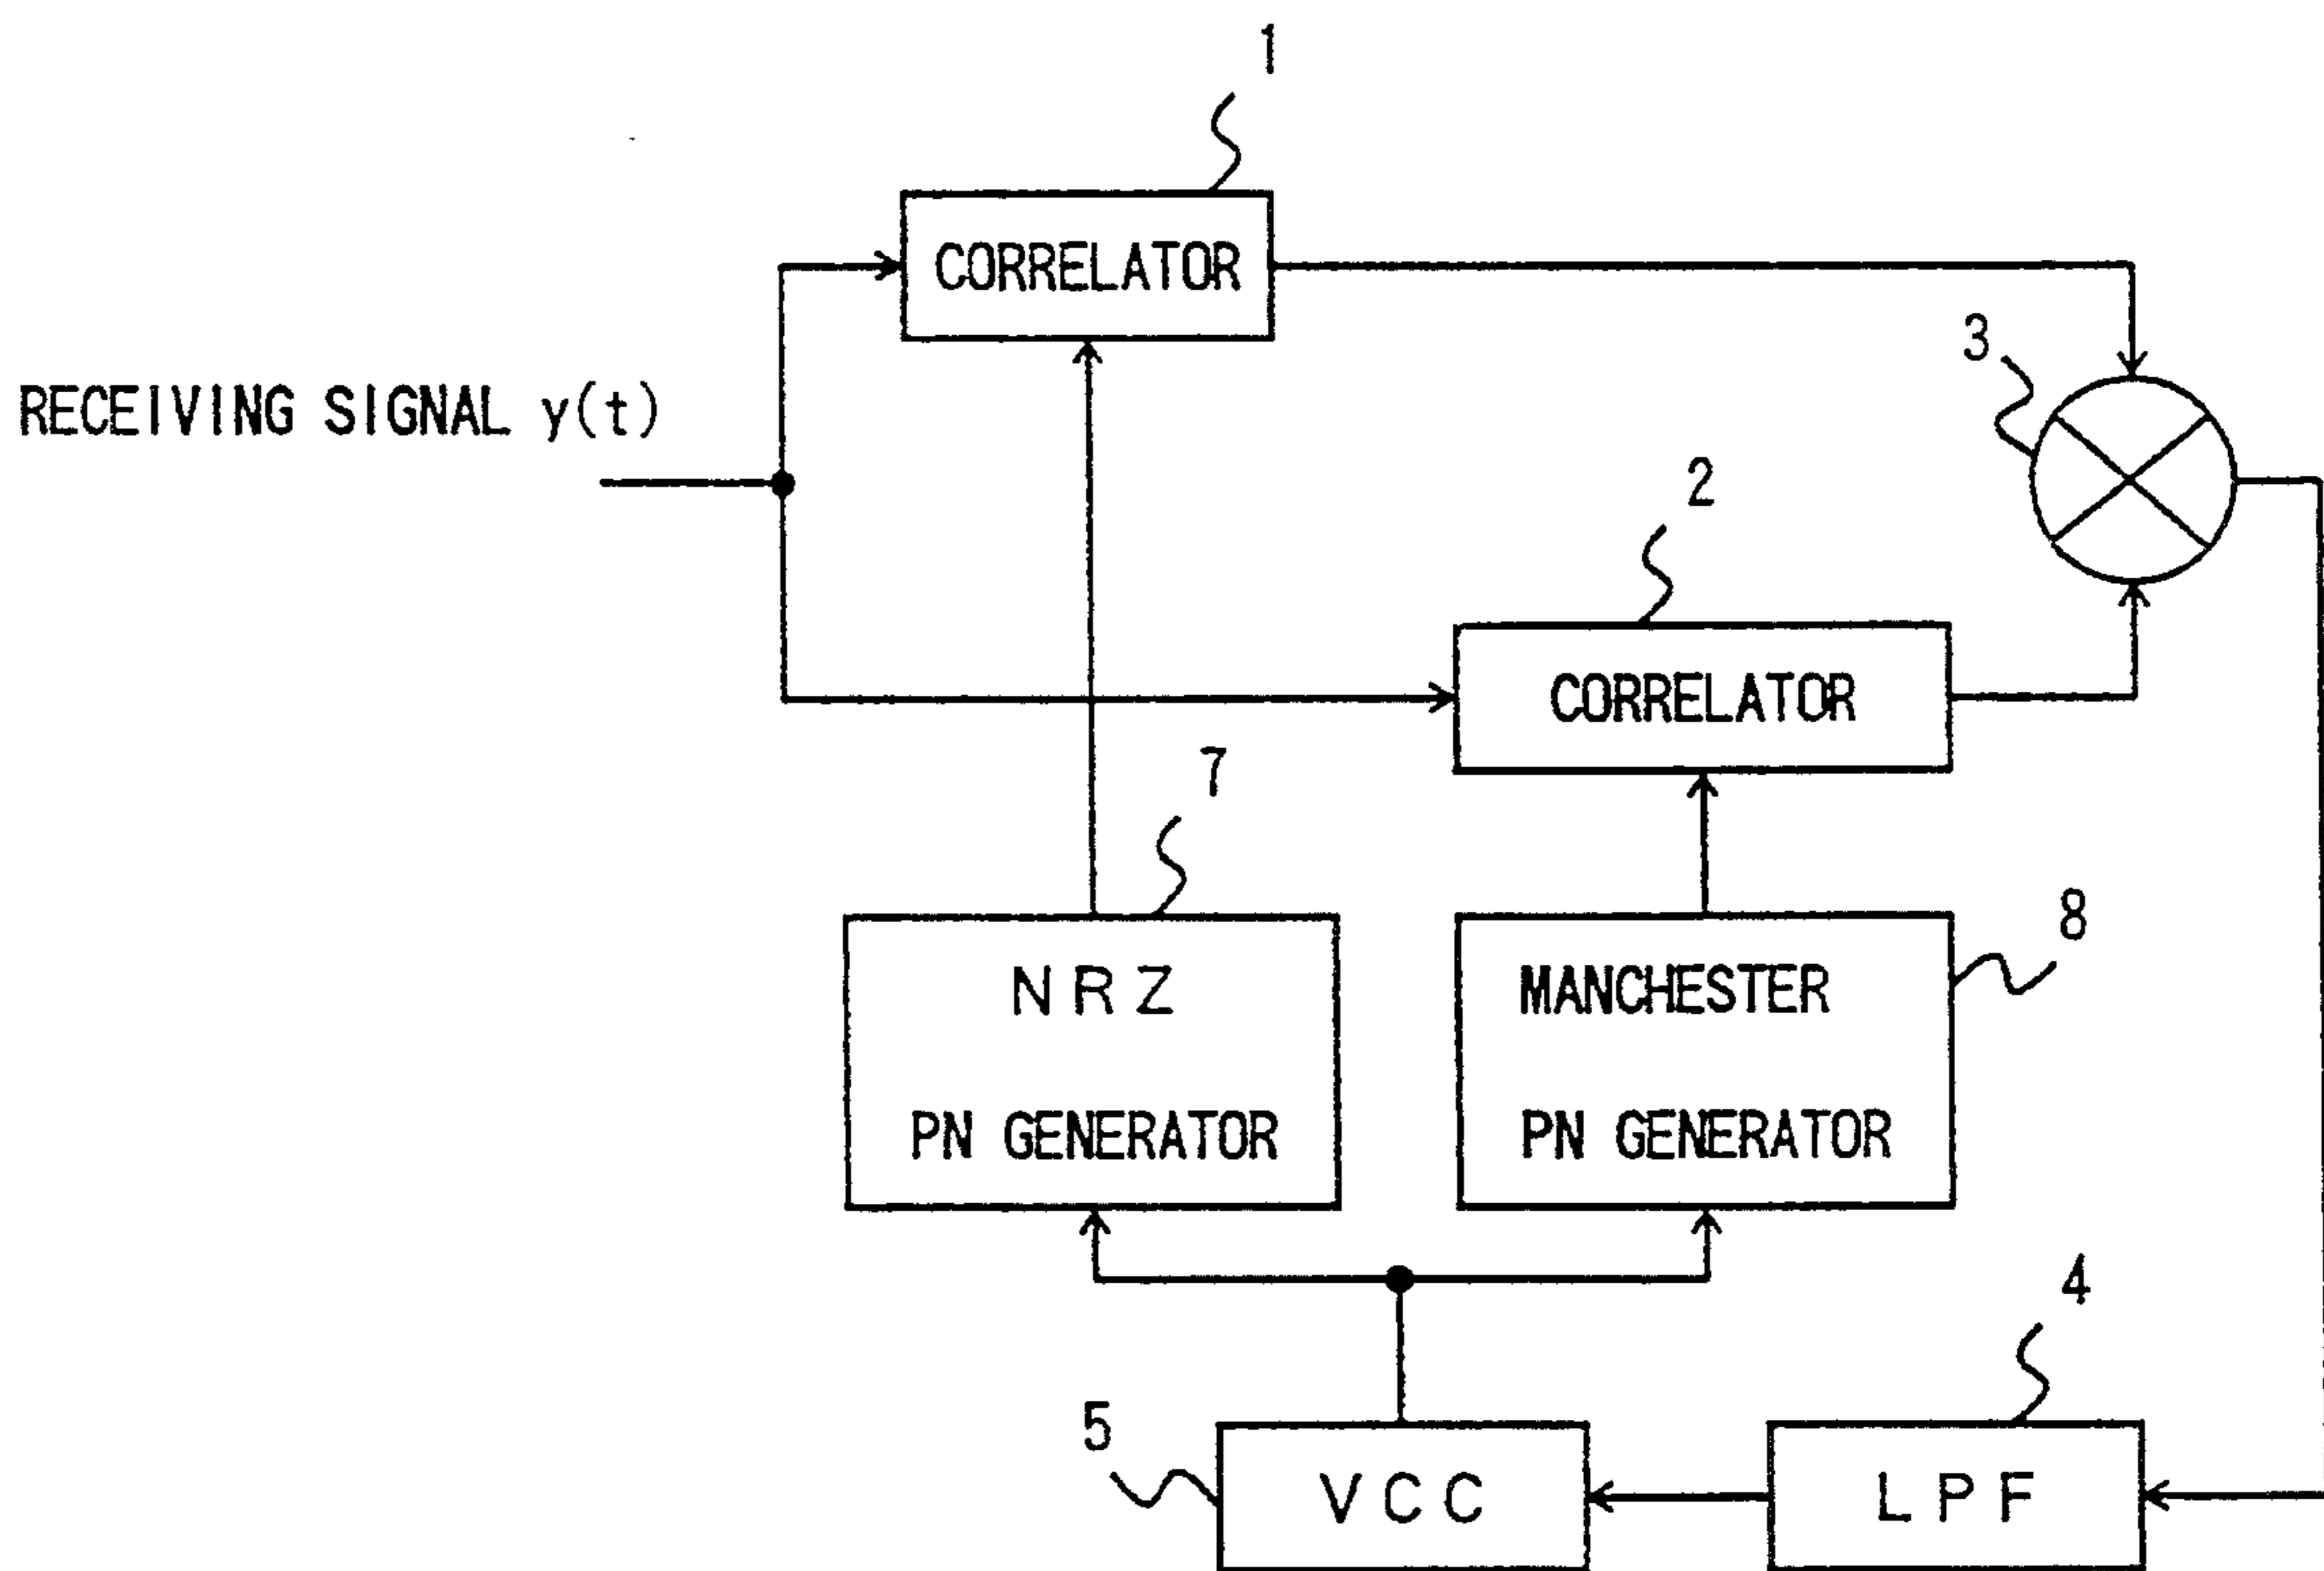 1
CORRELATOR
3
RECEIVING SIGNAL y(t)
2
CORRELATOR
7
8
NRZ
PN GENERATOR
MANCHESTER
PN GENERATOR
4
5
VCC
LPF